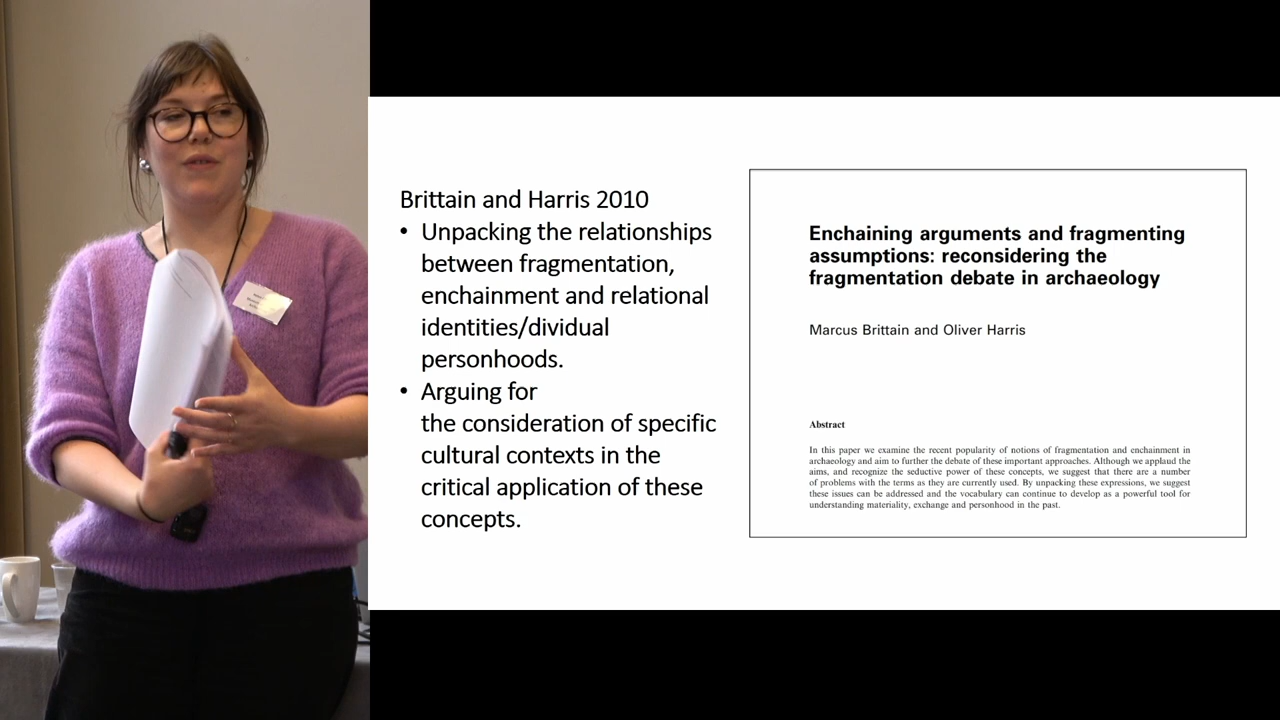 Brittain and Harris 2010
• Unpacking the relationships
between fragmentation,
enchainment and relational
identities/dividual
personhoods.
• Arguing for
the consideration of specific
cultural contexts in the
critical application of these
concepts.
Enchaining arguments and fragmenting
assumptions: reconsidering the
fragmentation debate in archaeology
Marcus Brittain and Oliver Harris
Abstract
In this paper we examine the recent popularity of notions of fragmentation and enchainment in
archaeology and aim to further the debate of these important approaches. Although we applaud the
aims, and recognize the seductive power of these concepts, we suggest that there are a number
of problems with the terms as they are currently used. By unpacking these expressions, we suggest
these issues can be addressed and the vocabulary can continue to develop as a powerful tool for
understanding materiality, exchange and personhood in the past.